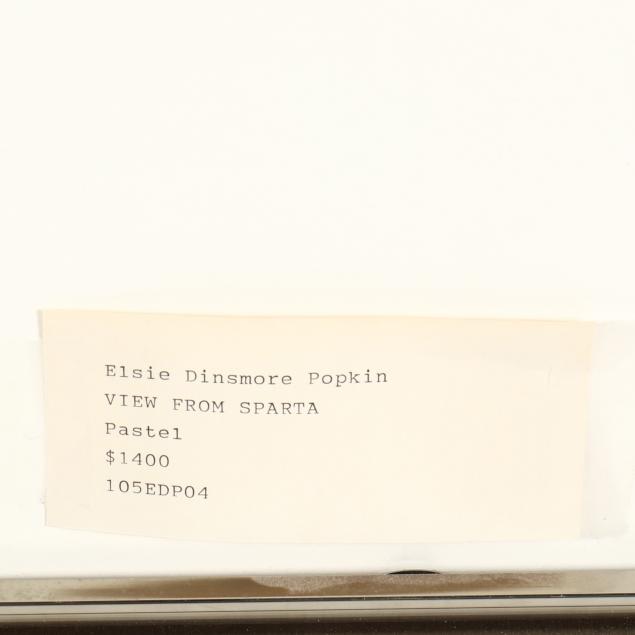 Elsie Dinsmore Popkin
VIEW FROM SPARTA
Pastel
$1400
105EDP04